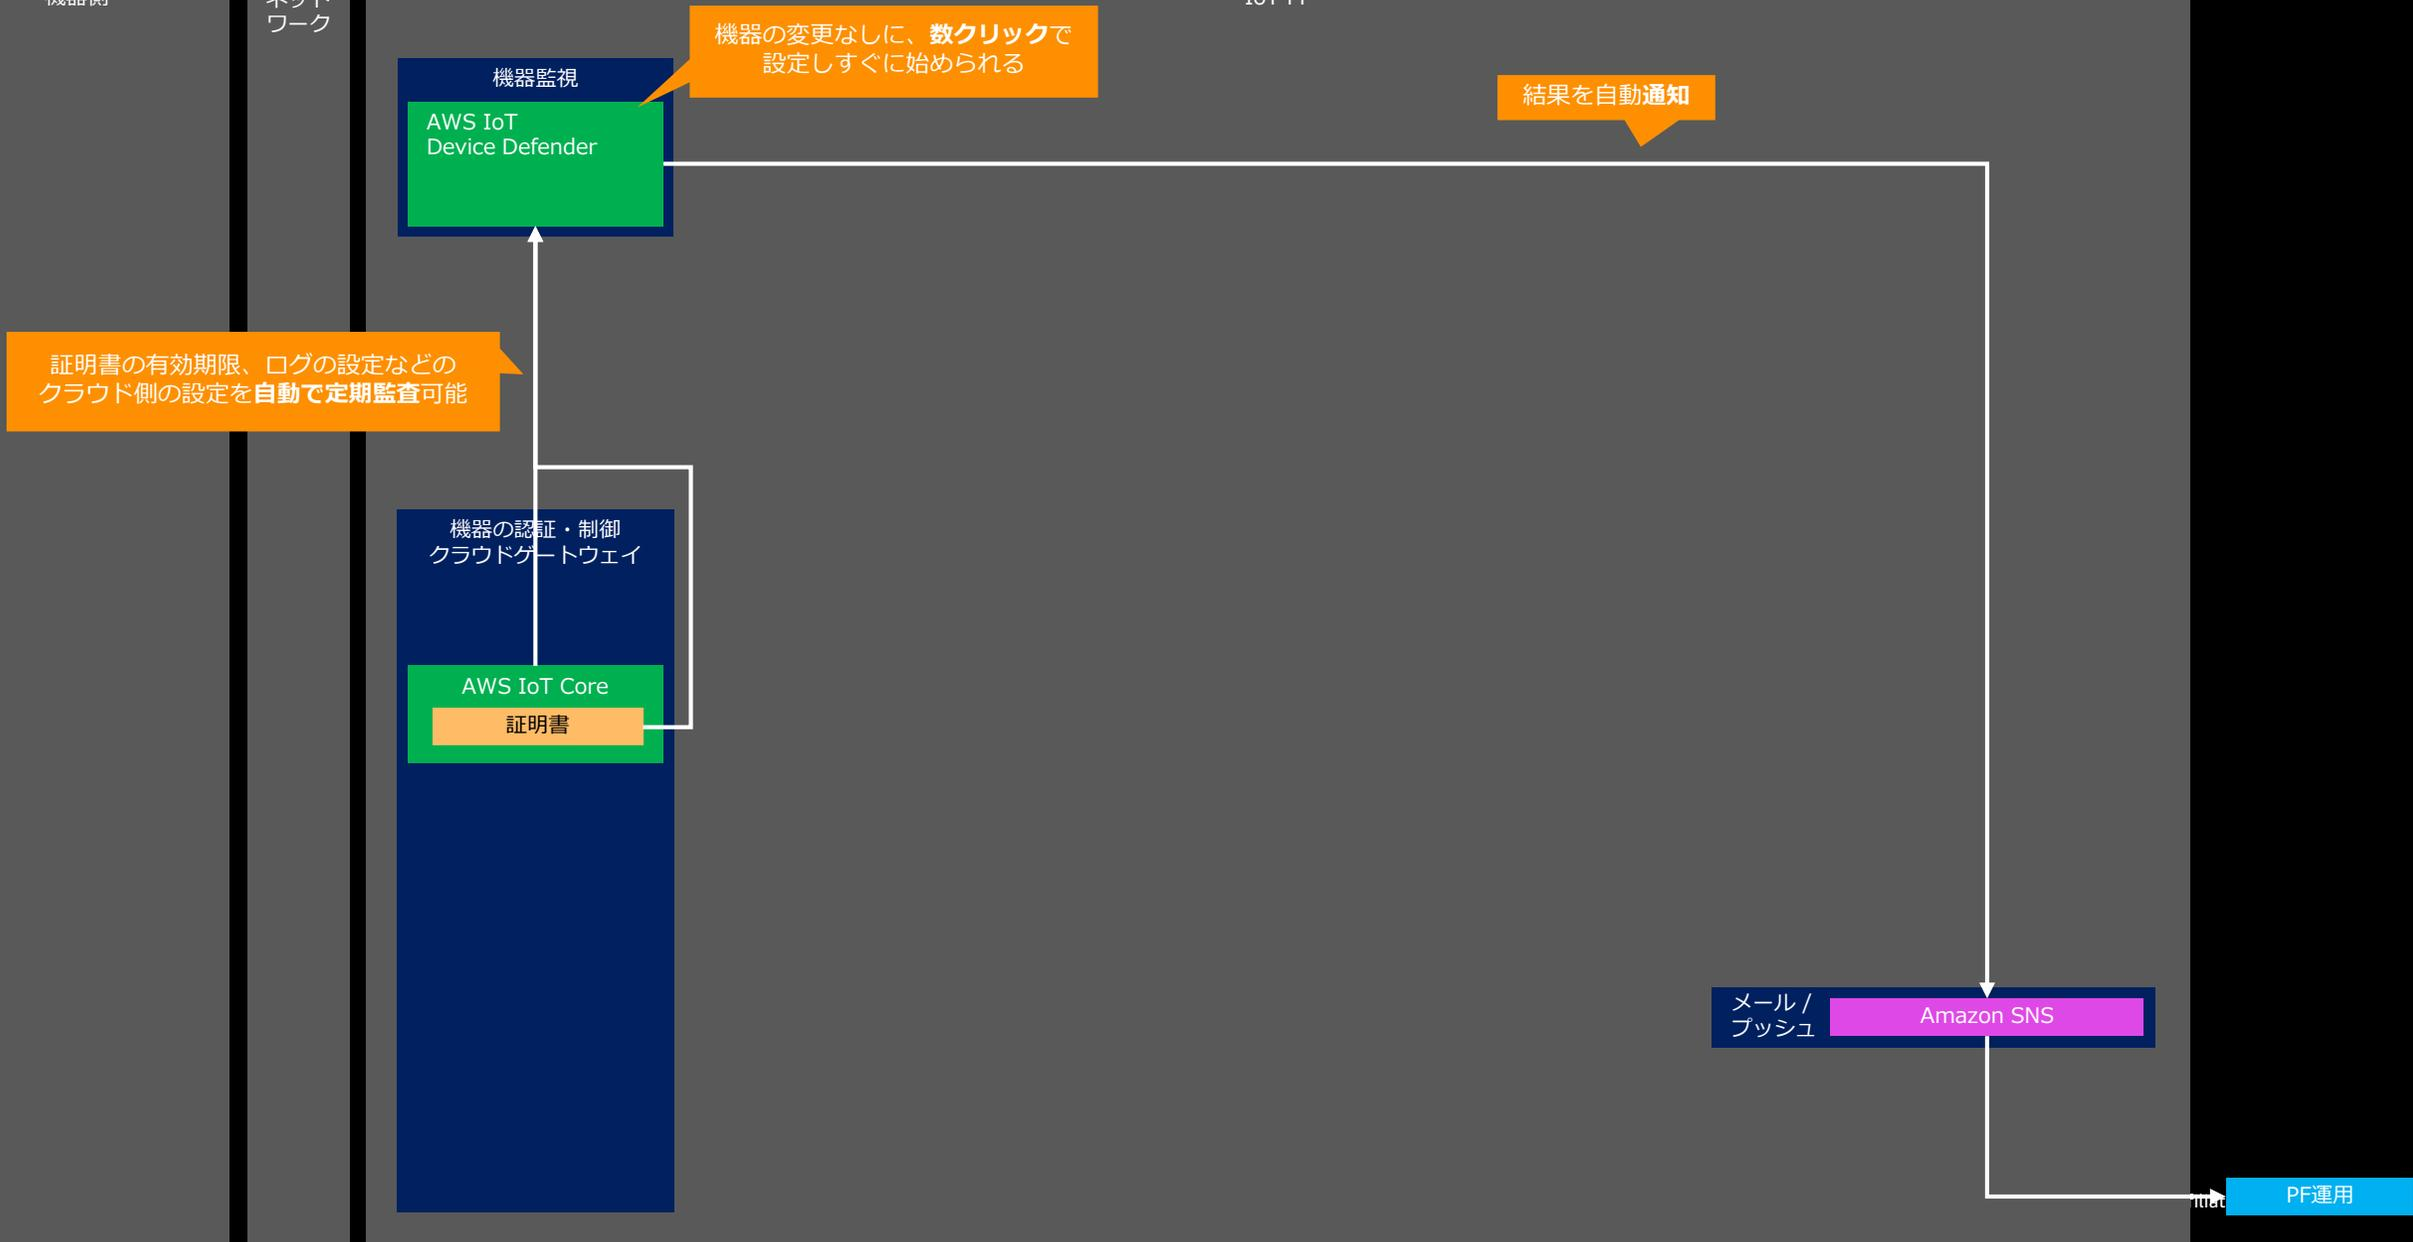 ワーク
機器の変更なしに、数クリックで
設定しすぐに始められる
機器監視
AWS IoT
Device Defender
結果を自動通知
証明書の有効期限、ログの設定などの
クラウド側の設定を自動で定期監査可能
機器の認証・制御
クラウドゲートウェイ
AWS IoT Core
証明書
メール /
プッシュ
Amazon SNS
PF運用